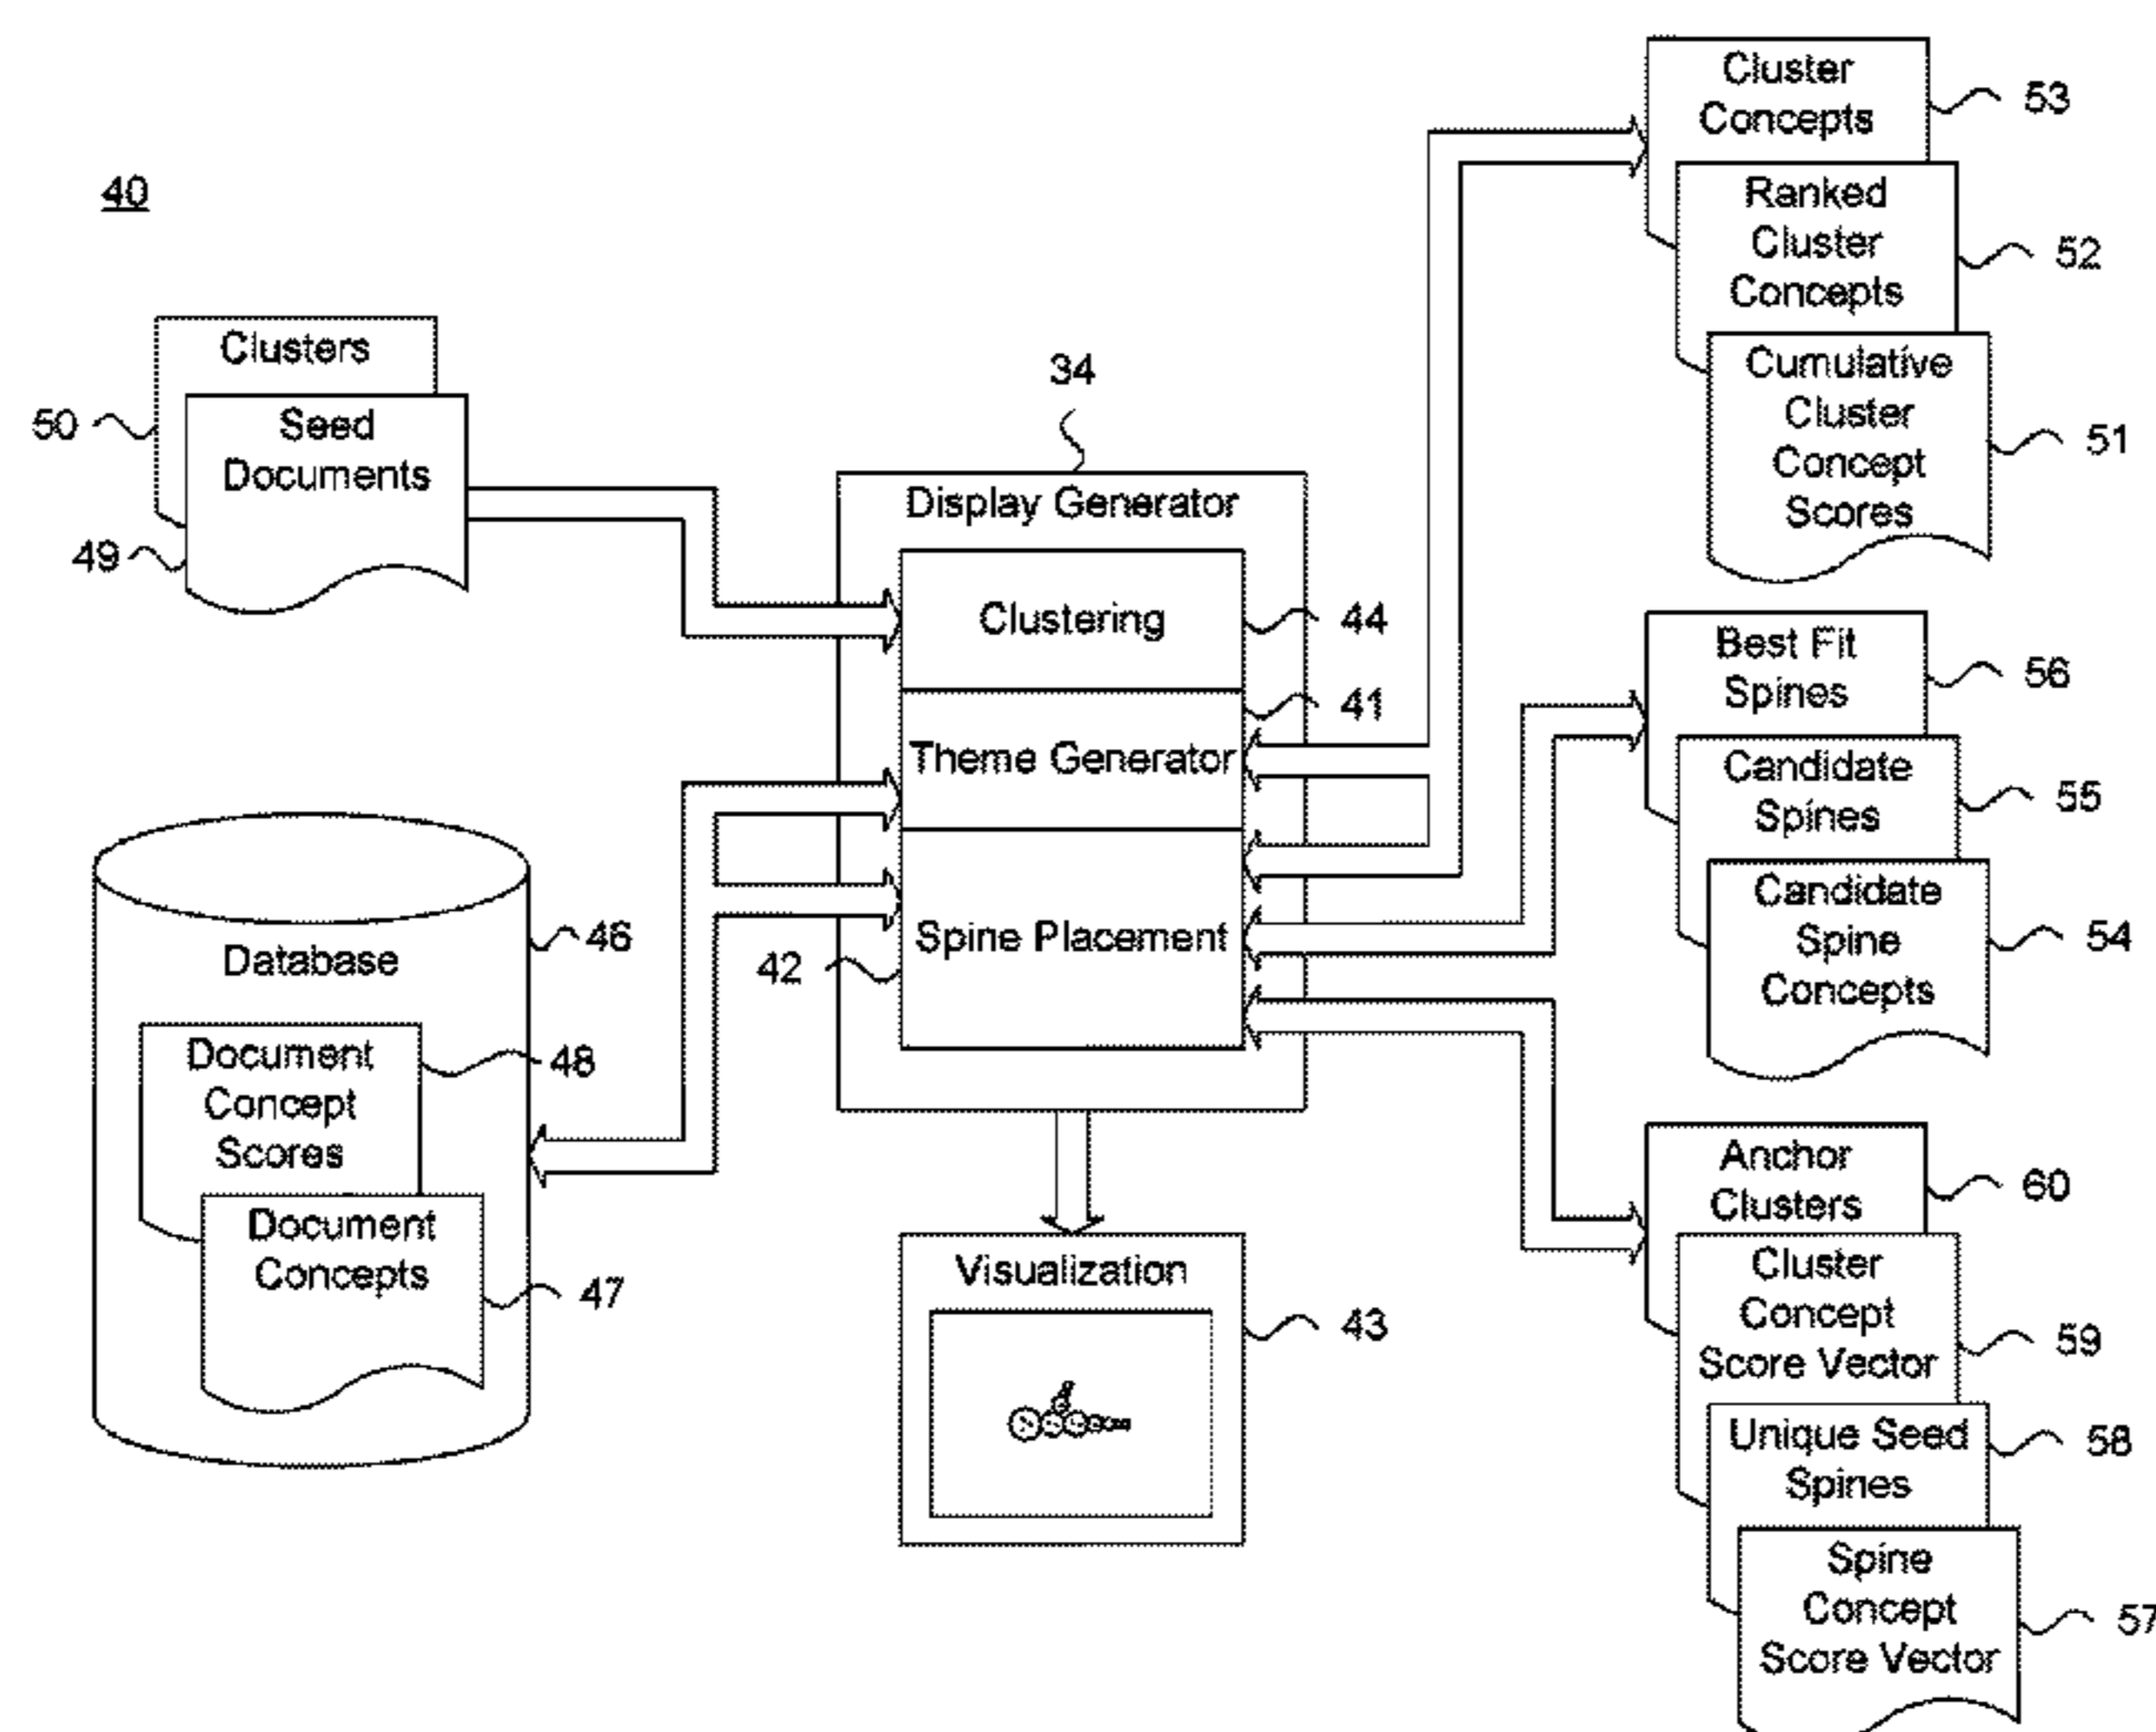 40
Clusters
50
Seed
Documents
49
34
Display Generator
Clustering
44
41
Theme Generator
Spine Placement
42
Database
46
Document
Concept
Scores
48
Document
Concepts
47
Visualization
43
Cluster
Concepts
53
Ranked
Cluster
Concepts
52
Cumulative
Cluster
Concept
Scores
51
Best Fit
Spines
56
Candidate
Spines
55
Candidate
Spine
Concepts
54
Anchor
Clusters
60
Cluster
Concept
Score Vector
59
Unique Seed
Spines
58
Spine
Concept
Score Vector
57